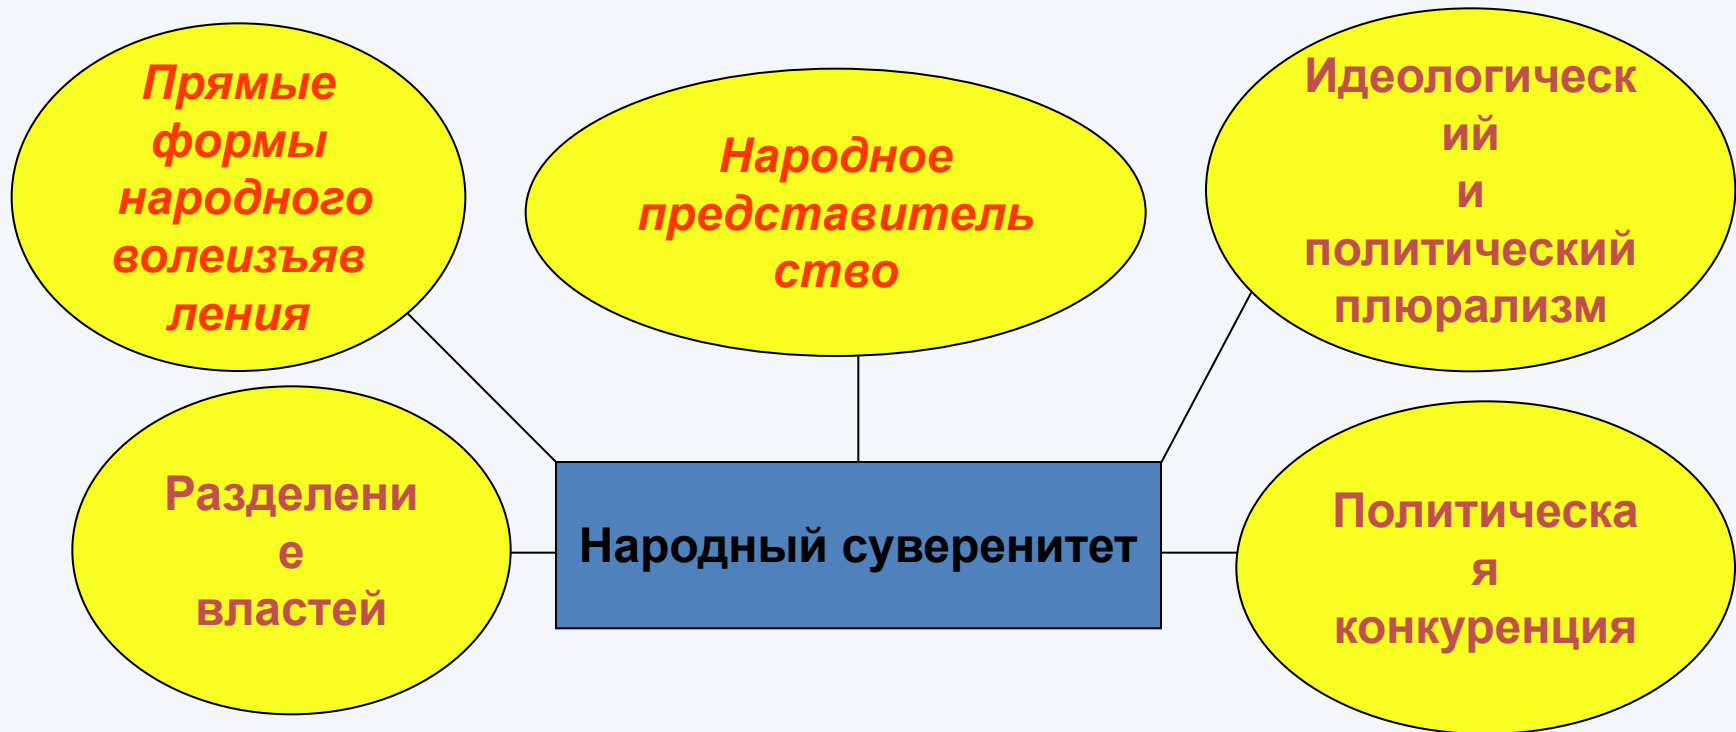 Прямые
формы
народного
волеизъяв
ления
Народное
представитель
ство
Идеологическ
ий
и
политический
плюрализм
Разделени
е
властей
Народный суверенитет
Политическа
я
конкуренция